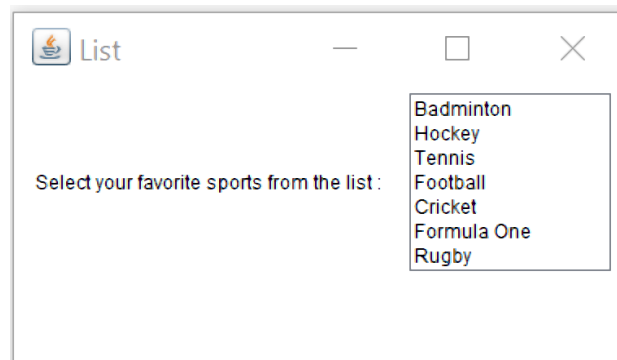 List
Select your favorite sports from the list :
Badminton
Hockey
Tennis
Football
Cricket
Formula One
Rugby